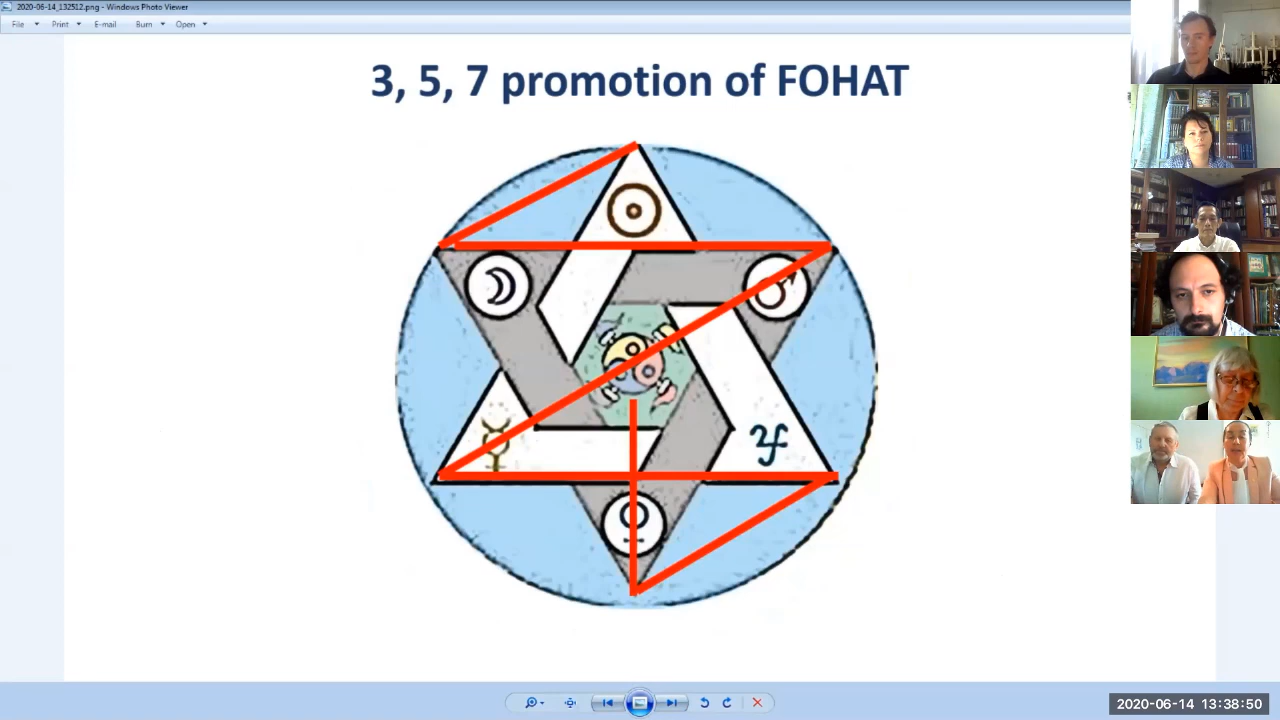 2020-06-14_132512.png - Windows Photo Viewer
File Print E-mail Burn Open
3, 5, 7 promotion of FOHAT
2020-06-14 13:38:50